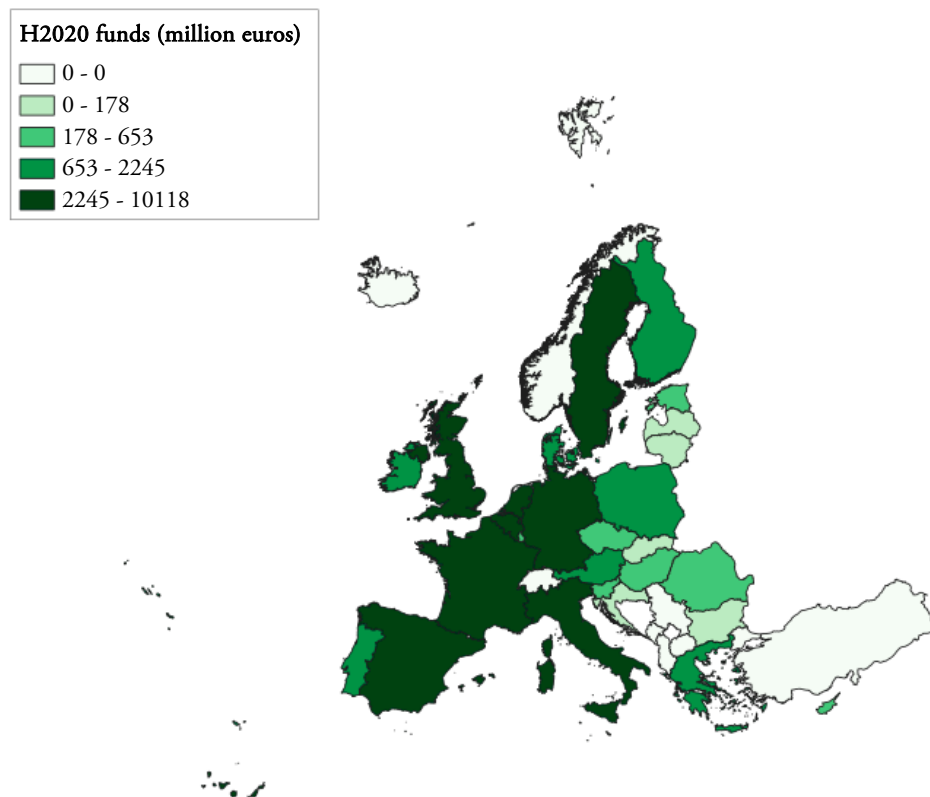 H2020 funds (million euros)
0 - 0
0 - 178
178 - 653
653 - 2245
2245 - 10118